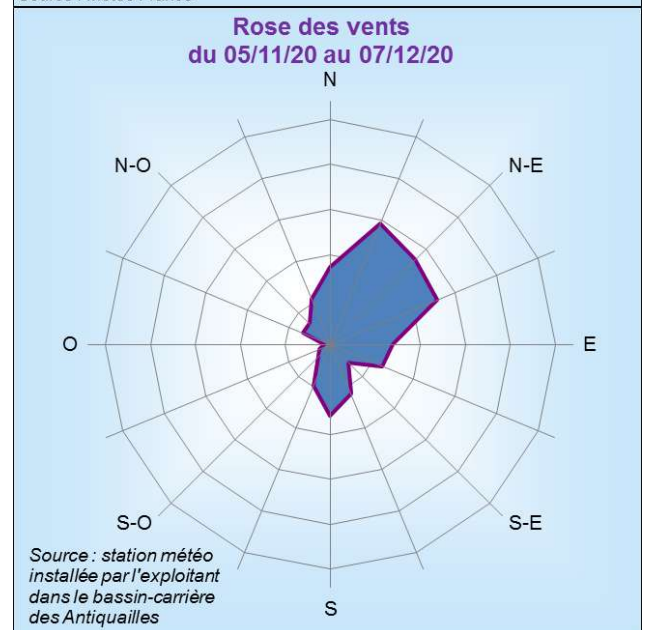 Rose des vents
du 05/11/20 au 07/12/20
N
N-O
N-E
O
E
S-O
S-E
S
Source : station météo
installée par l'exploitant
dans le bassin-carrière
des Antiquailles